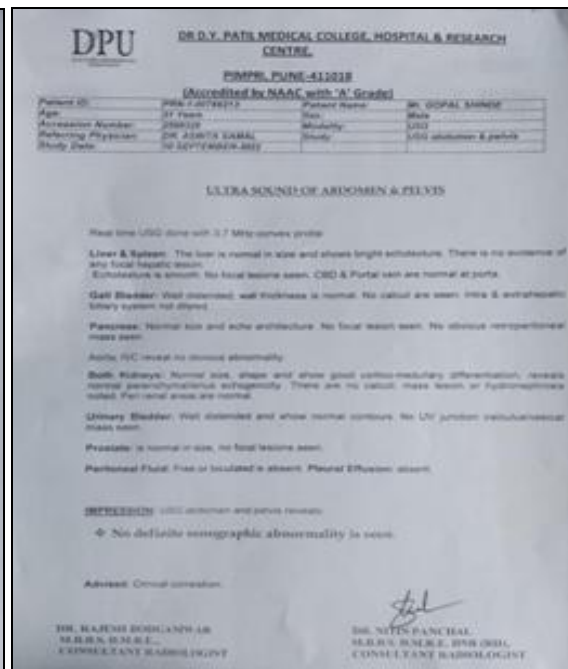 DPU
DR D.Y. PATIL MEDICAL COLLEGE, HOSPITAL & RESEARCH
CENTRE,
PIMPRI, PUNE-411018
(Accredited by NAAC with 'A' Grade)
Patient ID: Patient Name: Mr. GOPAL SHINDE
Age: Years Sex: Male
Accession Number: Modality: USG
Referring Physician: DR. ASMITA Study: USG abdomen & pelvis
Study Date: SEPTEMBER-2022
ULTRA SOUND OF ABDOMEN & PELVIS
Real time USG done with 3.7 MHz convex probe
Liver & Spleen: The liver is normal in size and shows bright echotexture. There is no evidence of
any focal hepatic lesion.
Echotexture is smooth. No focal lesions seen. CBD & Portal vein are normal at porta.
Gall Bladder: Well distended, wall thickness is normal. No calculi are seen. Intra & extrahepatic
biliary system not dilated.
Pancreas: Normal size and echo architecture. No focal lesion seen. No obvious retroperitoneal
mass seen.
Aorta, IVC reveal no obvious abnormality.
Both Kidneys: Normal size, shape and show good cortico-medullary differentiation, reveals
normal echogenicity. There are no calculi, mass lesion or hydronephrosis
noted. Peri renal areas are normal.
Urinary Bladder: Well distended and show normal contours. No UV junction
mass seen.
Prostate: is normal in size, no focal lesions seen.
Peritoneal Fluid: Free or loculated is absent. Pleural Effusion: absent.
IMPRESSION: USG abdomen and pelvis reveals:
❖ No definite sonographic abnormality is seen.
Advised: Clinical correlation.
DR. RAJESH DR. NITIN PANCHAL
M.B.B.S, D.M.R.E., M.B.B.S, D.M.R.E, DNB
CONSULTANT RADIOLOGIST CONSULTANT RADIOLOGIST